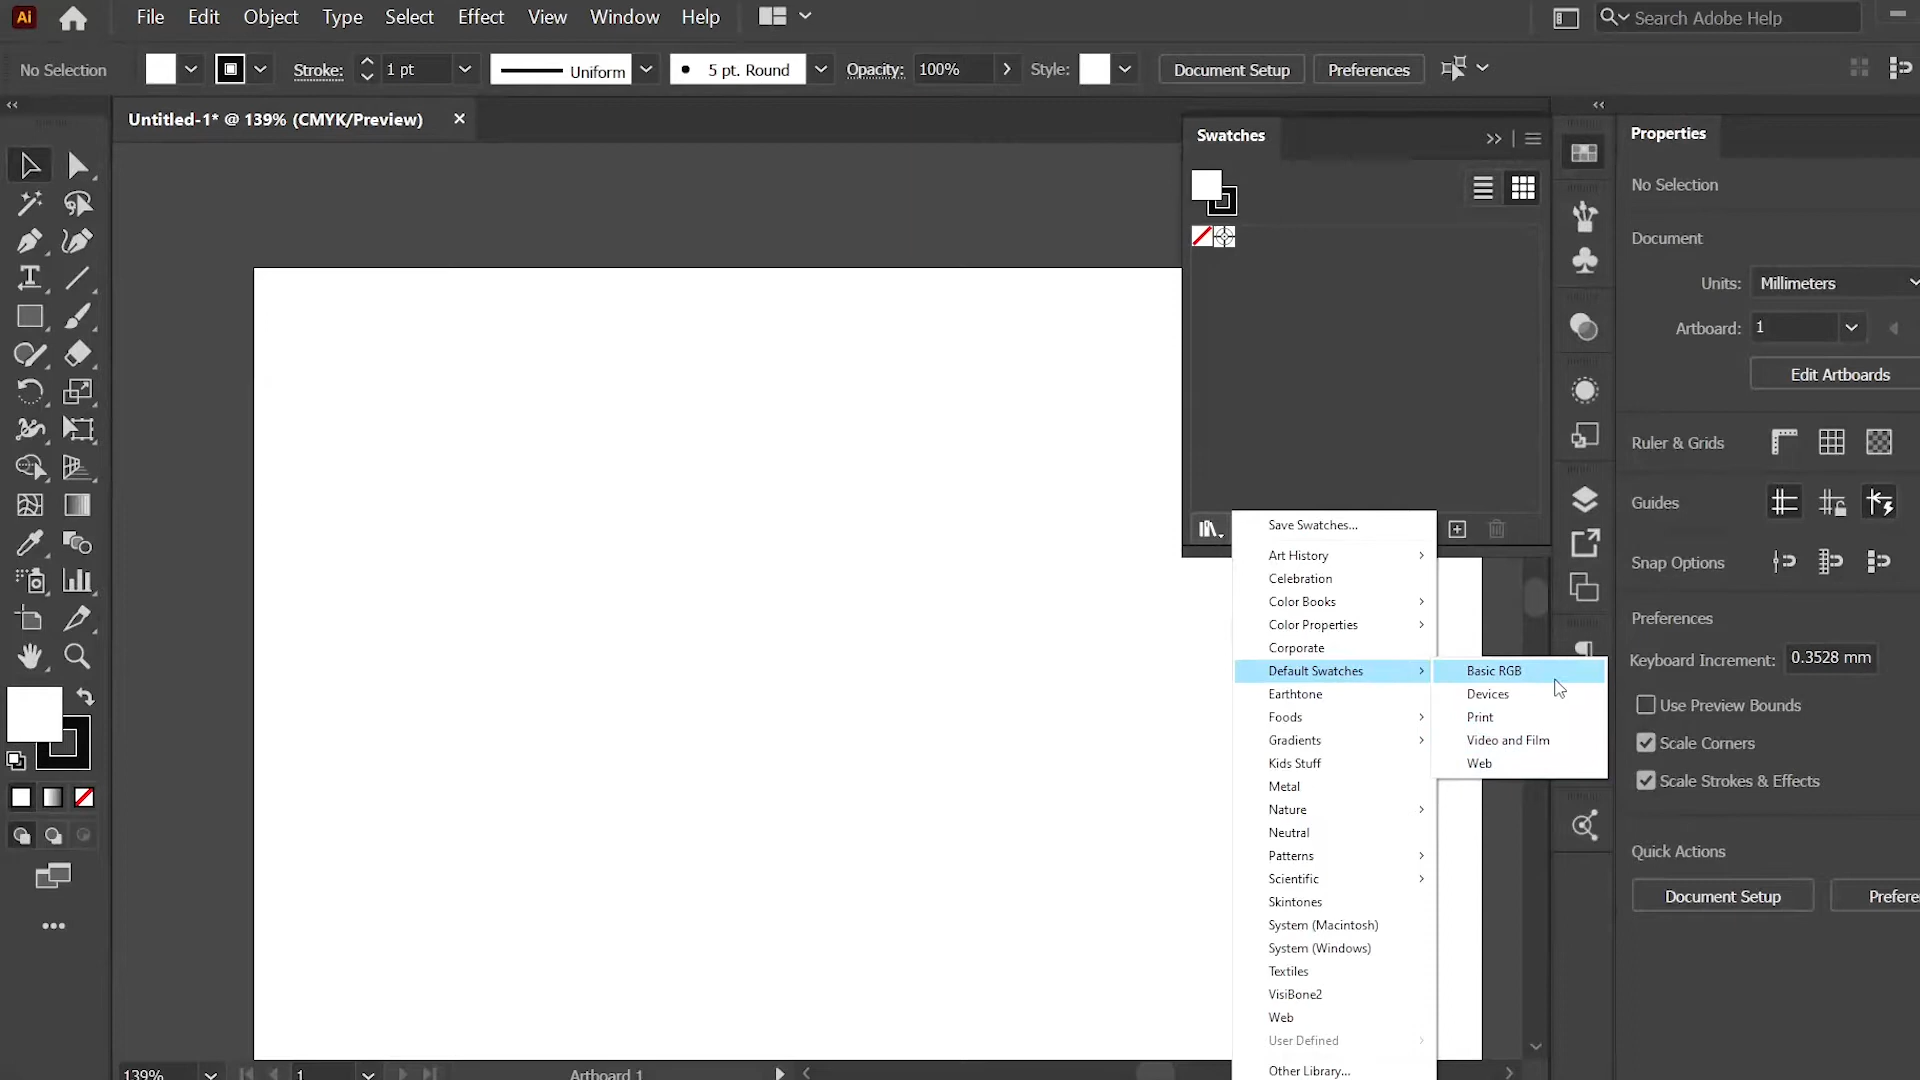 Ai File Edit Object Type Select Effect View Window Help Search Adobe Help
No Selection Stroke: 1 pt Uniform 5 pt. Round Opacity: 100% Style: Document Setup Preferences
Untitled-1* @ 139% (CMYK/Preview)
Swatches
Save Swatches...
Art History
Celebration
Color Books
Color Properties
Corporate
Default Swatches
Earthtone
Foods
Gradients
Kids Stuff
Metal
Nature
Neutral
Patterns
Scientific
Skintones
System (Macintosh)
System (Windows)
Textiles
VisiBone2
Web
User Defined
Other Library...
Basic RGB
Devices
Print
Video and Film
Web
Properties
No Selection
Document
Units: Millimeters
Artboard: 1
Edit Artboards
Ruler & Grids
Guides
Snap Options
Preferences
Keyboard Increment: 0.3528 mm
Use Preview Bounds
Scale Corners
Scale Strokes & Effects
Quick Actions
Document Setup Prefere
139% 1 Artboard 1